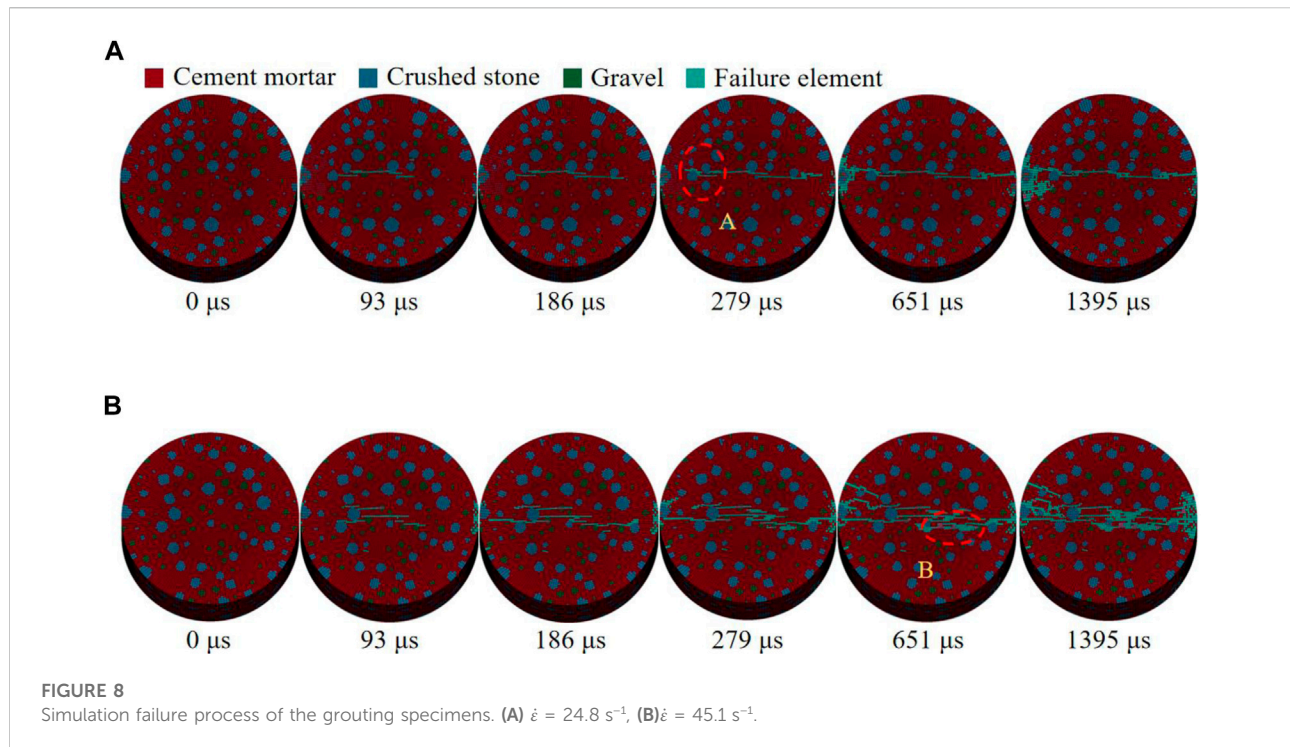 A
Cement mortar Crushed stone Gravel Failure element
A
0 μs 93 μs 186 μs 279 μs 651 μs 1395 μs
B
B
0 μs 93 μs 186 μs 279 μs 651 μs 1395 μs
FIGURE 8
Simulation failure process of the grouting specimens. (A) ε̇ = 24.8 s⁻¹, (B)ε̇ = 45.1 s⁻¹.